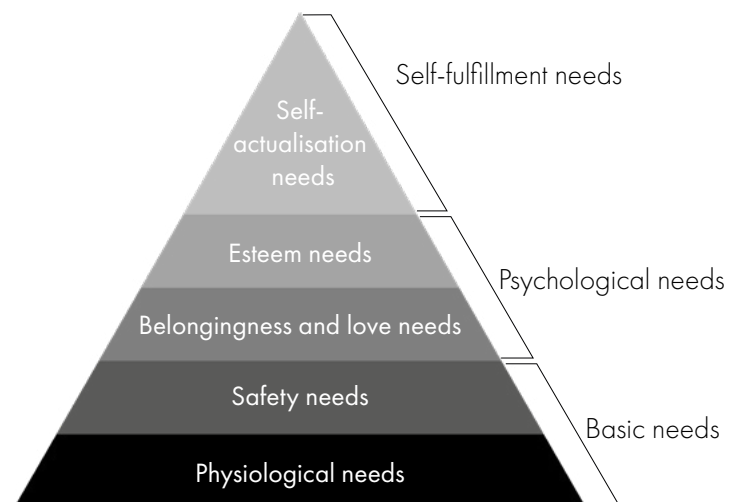 Self-fulfillment needs
Self-
actualisation
needs
Esteem needs
Psychological needs
Belongingness and love needs
Safety needs
Basic needs
Physiological needs